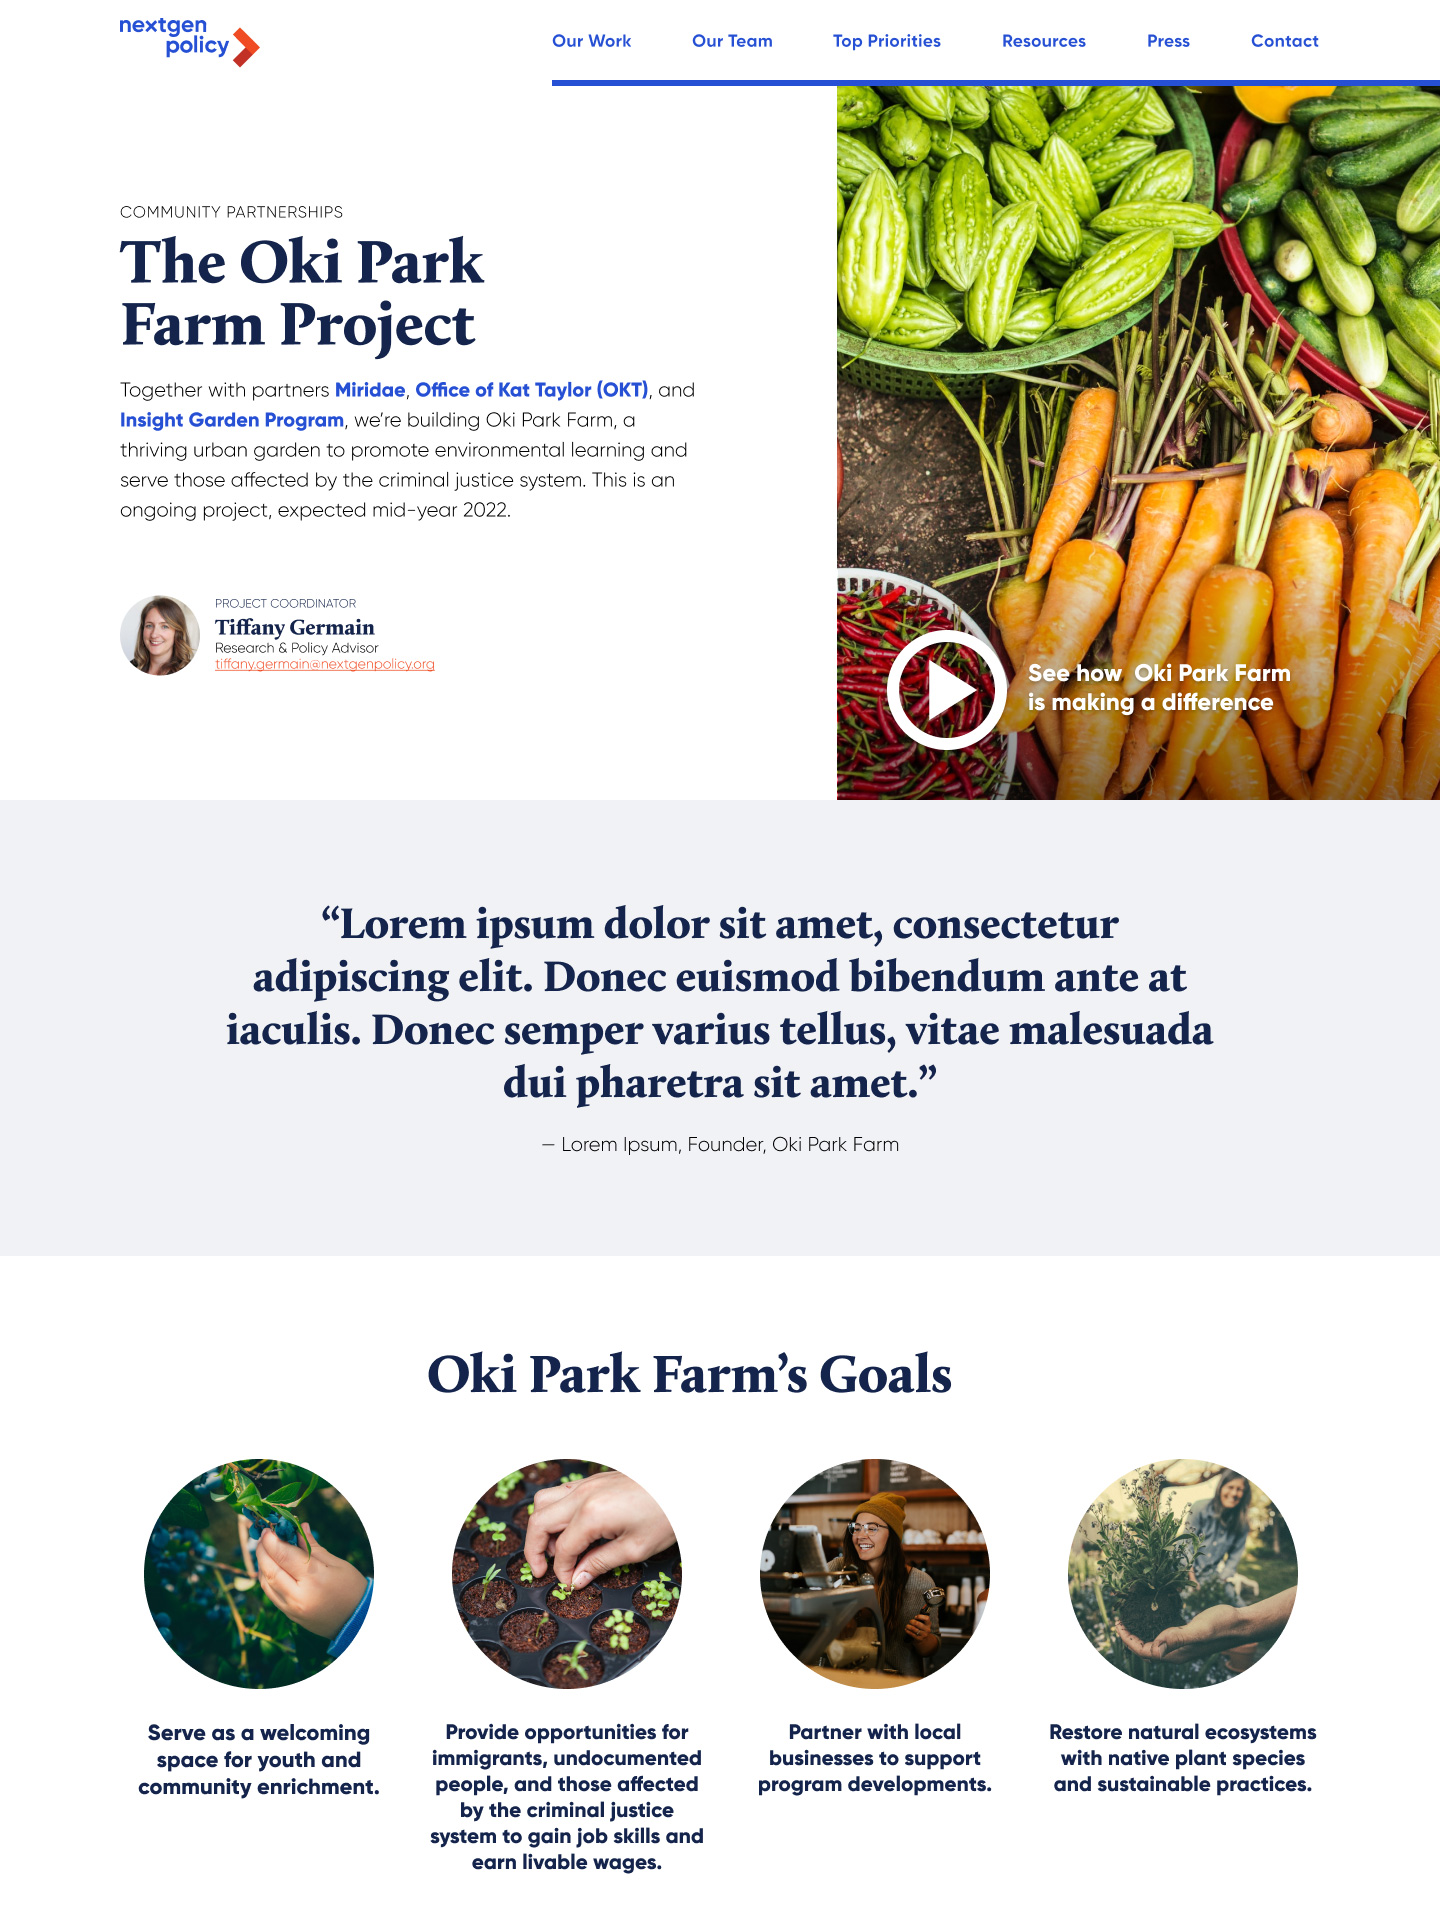 nextgen
policy
Our Work Our Team Top Priorities Resources Press Contact
COMMUNITY PARTNERSHIPS
The Oki Park
Farm Project
Together with partners Miridae, Office of Kat Taylor (OKT), and
Insight Garden Program, we’re building Oki Park Farm, a
thriving urban garden to promote environmental learning and
serve those affected by the criminal justice system. This is an
ongoing project, expected mid-year 2022.
PROJECT COORDINATOR
Tiffany Germain
Research & Policy Advisor
tiffany.germain@nextgenpolicy.org
See how Oki Park Farm
is making a difference
“Lorem ipsum dolor sit amet, consectetur
adipiscing elit. Donec euismod bibendum ante at
iaculis. Donec semper varius tellus, vitae malesuada
dui pharetra sit amet.”
— Lorem Ipsum, Founder, Oki Park Farm
Oki Park Farm’s Goals
Serve as a welcoming
space for youth and
community enrichment.
Provide opportunities for
immigrants, undocumented
people, and those affected
by the criminal justice
system to gain job skills and
earn livable wages.
Partner with local
businesses to support
program developments.
Restore natural ecosystems
with native plant species
and sustainable practices.